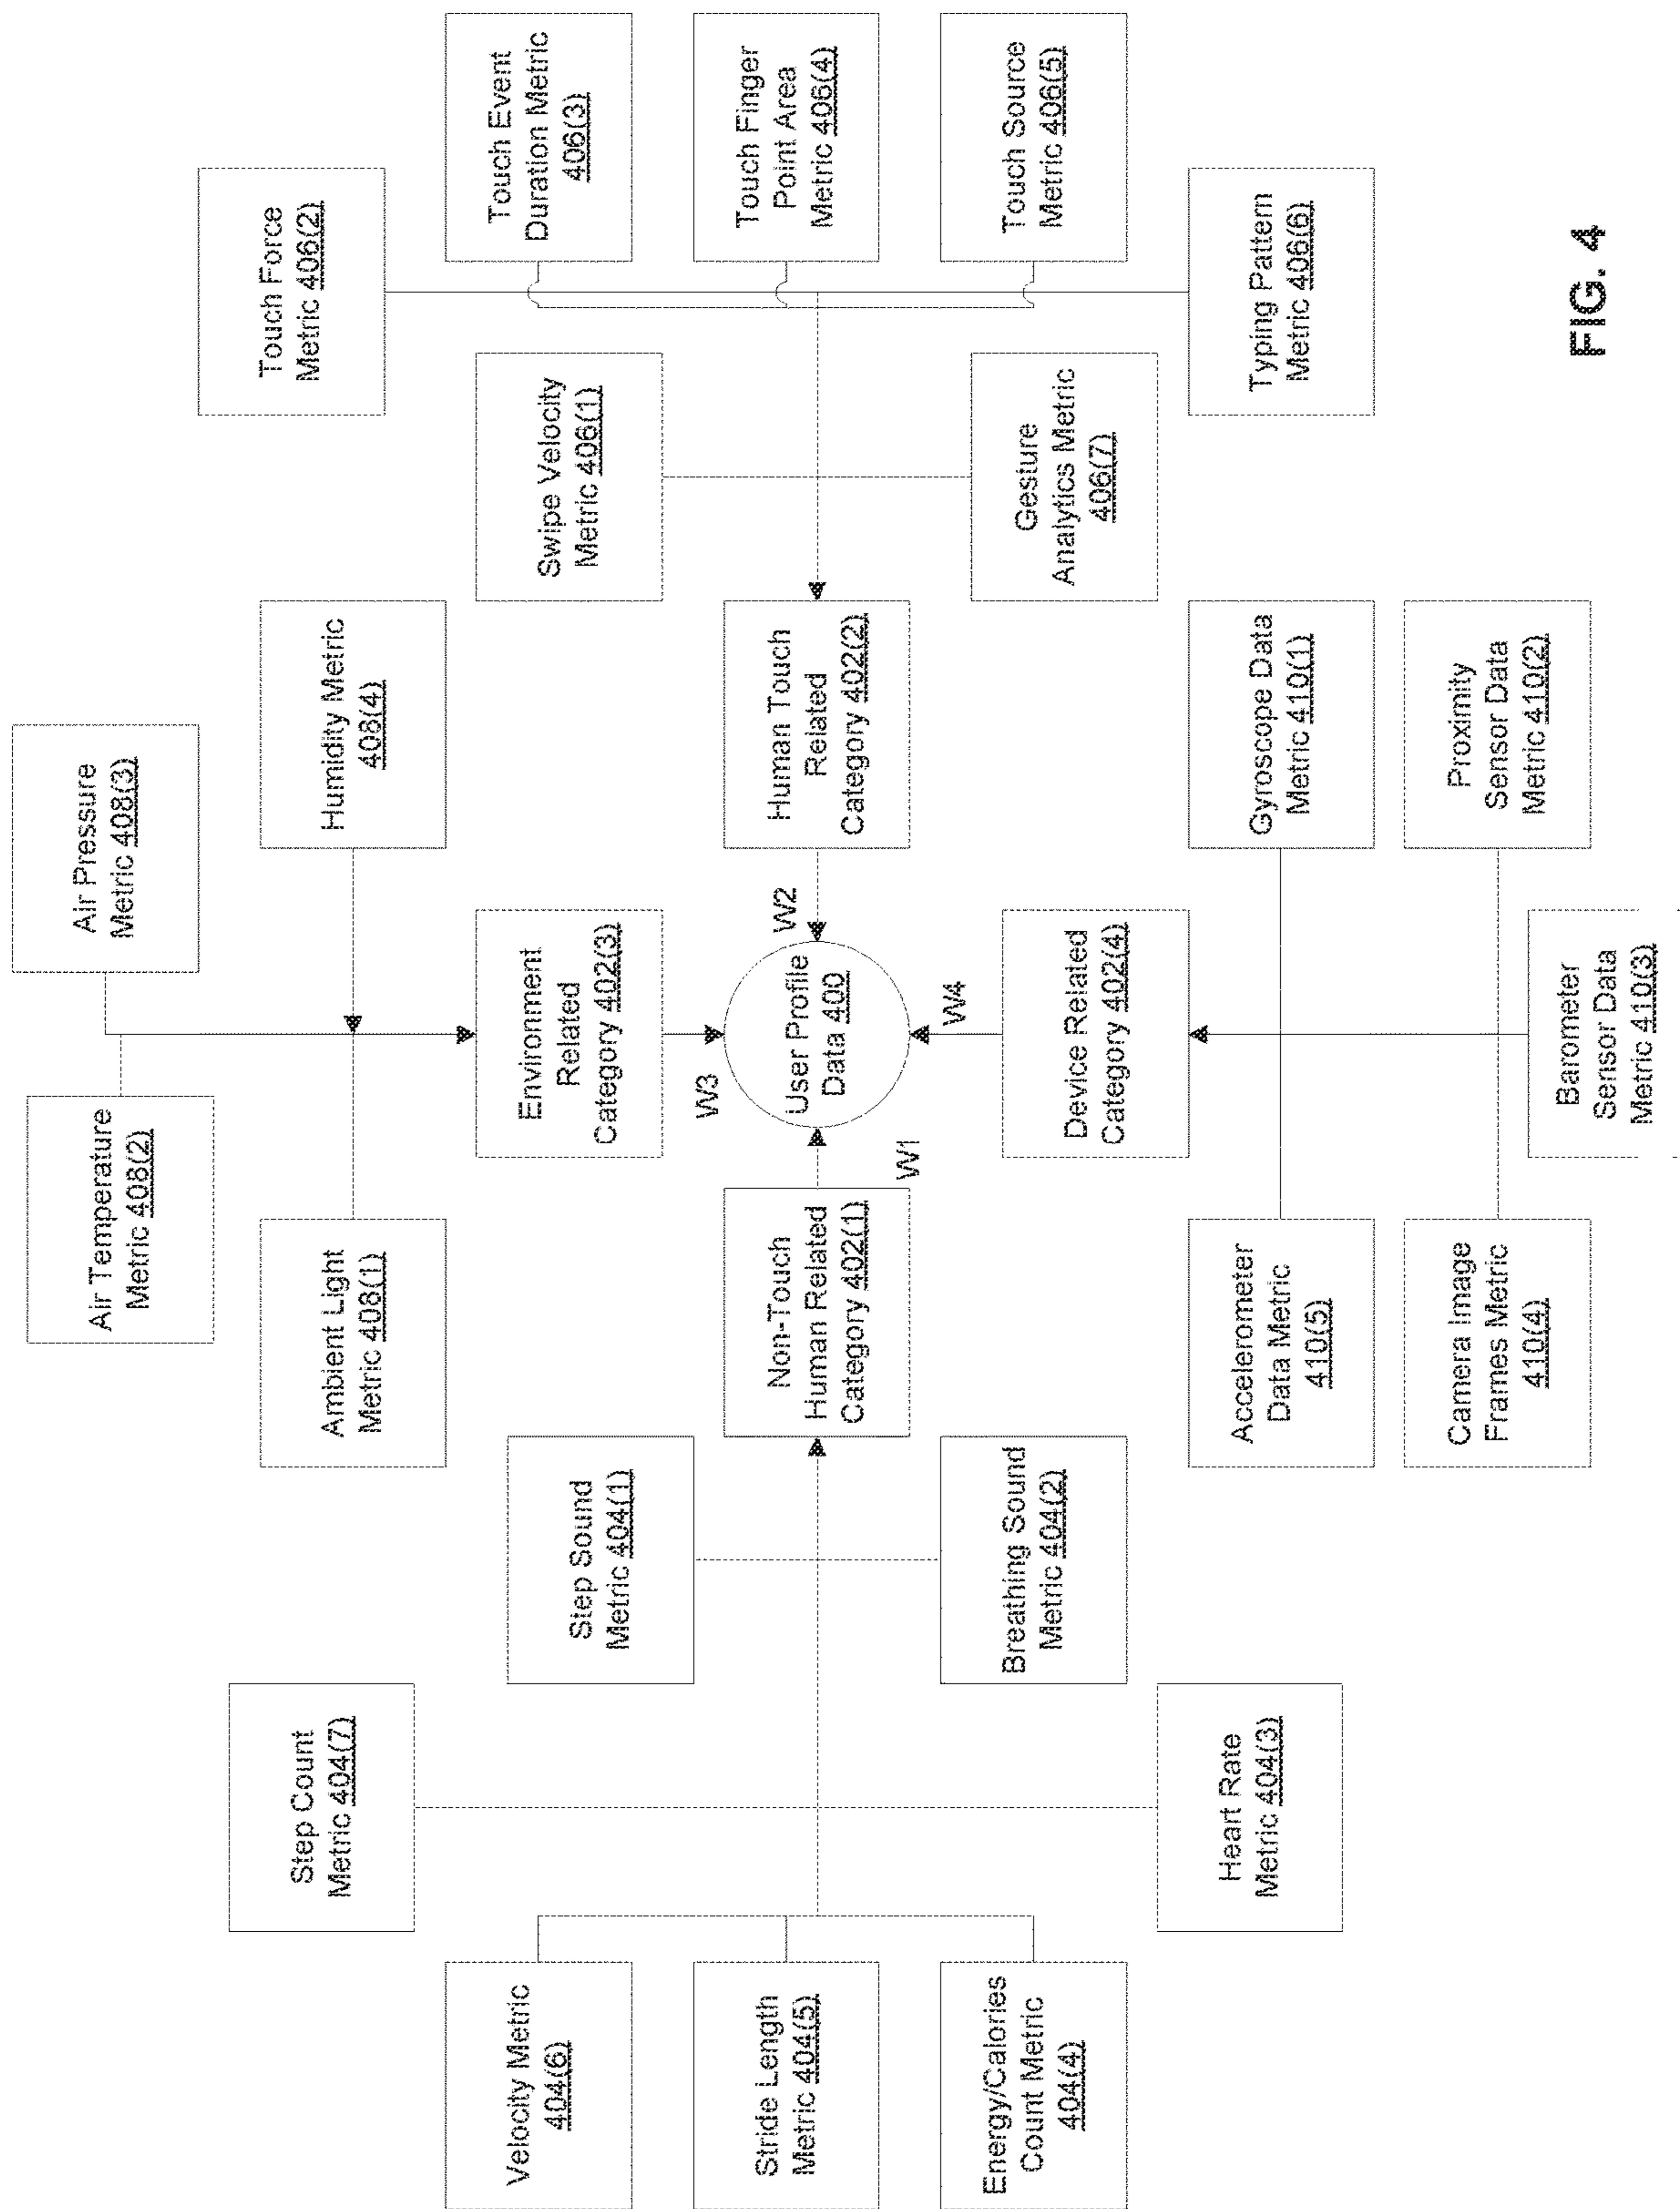 Air Temperature
Metric 408(2)
Air Pressure
Metric 408(3)
Ambient Light
Metric 408(1)
Humidity Metric
408(4)
Step Count
Metric 404(7)
Touch Force
Metric 406(2)
Velocity Metric
404(6)
Step Sound
Metric 404(1)
Environment
Related
Category 402(3)
Swipe Velocity
Metric 406(1)
Touch Event
Duration Metric
406(3)
W3
Stride Length
Metric 404(5)
Non-Touch
Human Related
Category 402(1)
User Profile
Data 400
W2
Human Touch
Related
Category 402(2)
Touch Finger
Point Area
Metric 406(4)
W1
W4
Energy/Calories
Count Metric
404(4)
Breathing Sound
Metric 404(2)
Device Related
Category 402(4)
Gesture
Analytics Metric
406(7)
Touch Source
Metric 406(5)
Heart Rate
Metric 404(3)
Accelerometer
Data Metric
410(5)
Gyroscope Data
Metric 410(1)
Typing Pattern
Metric 406(6)
Camera Image
Frames Metric
410(4)
Proximity
Sensor Data
Metric 410(2)
Barometer
Sensor Data
Metric 410(3)
FIG. 4